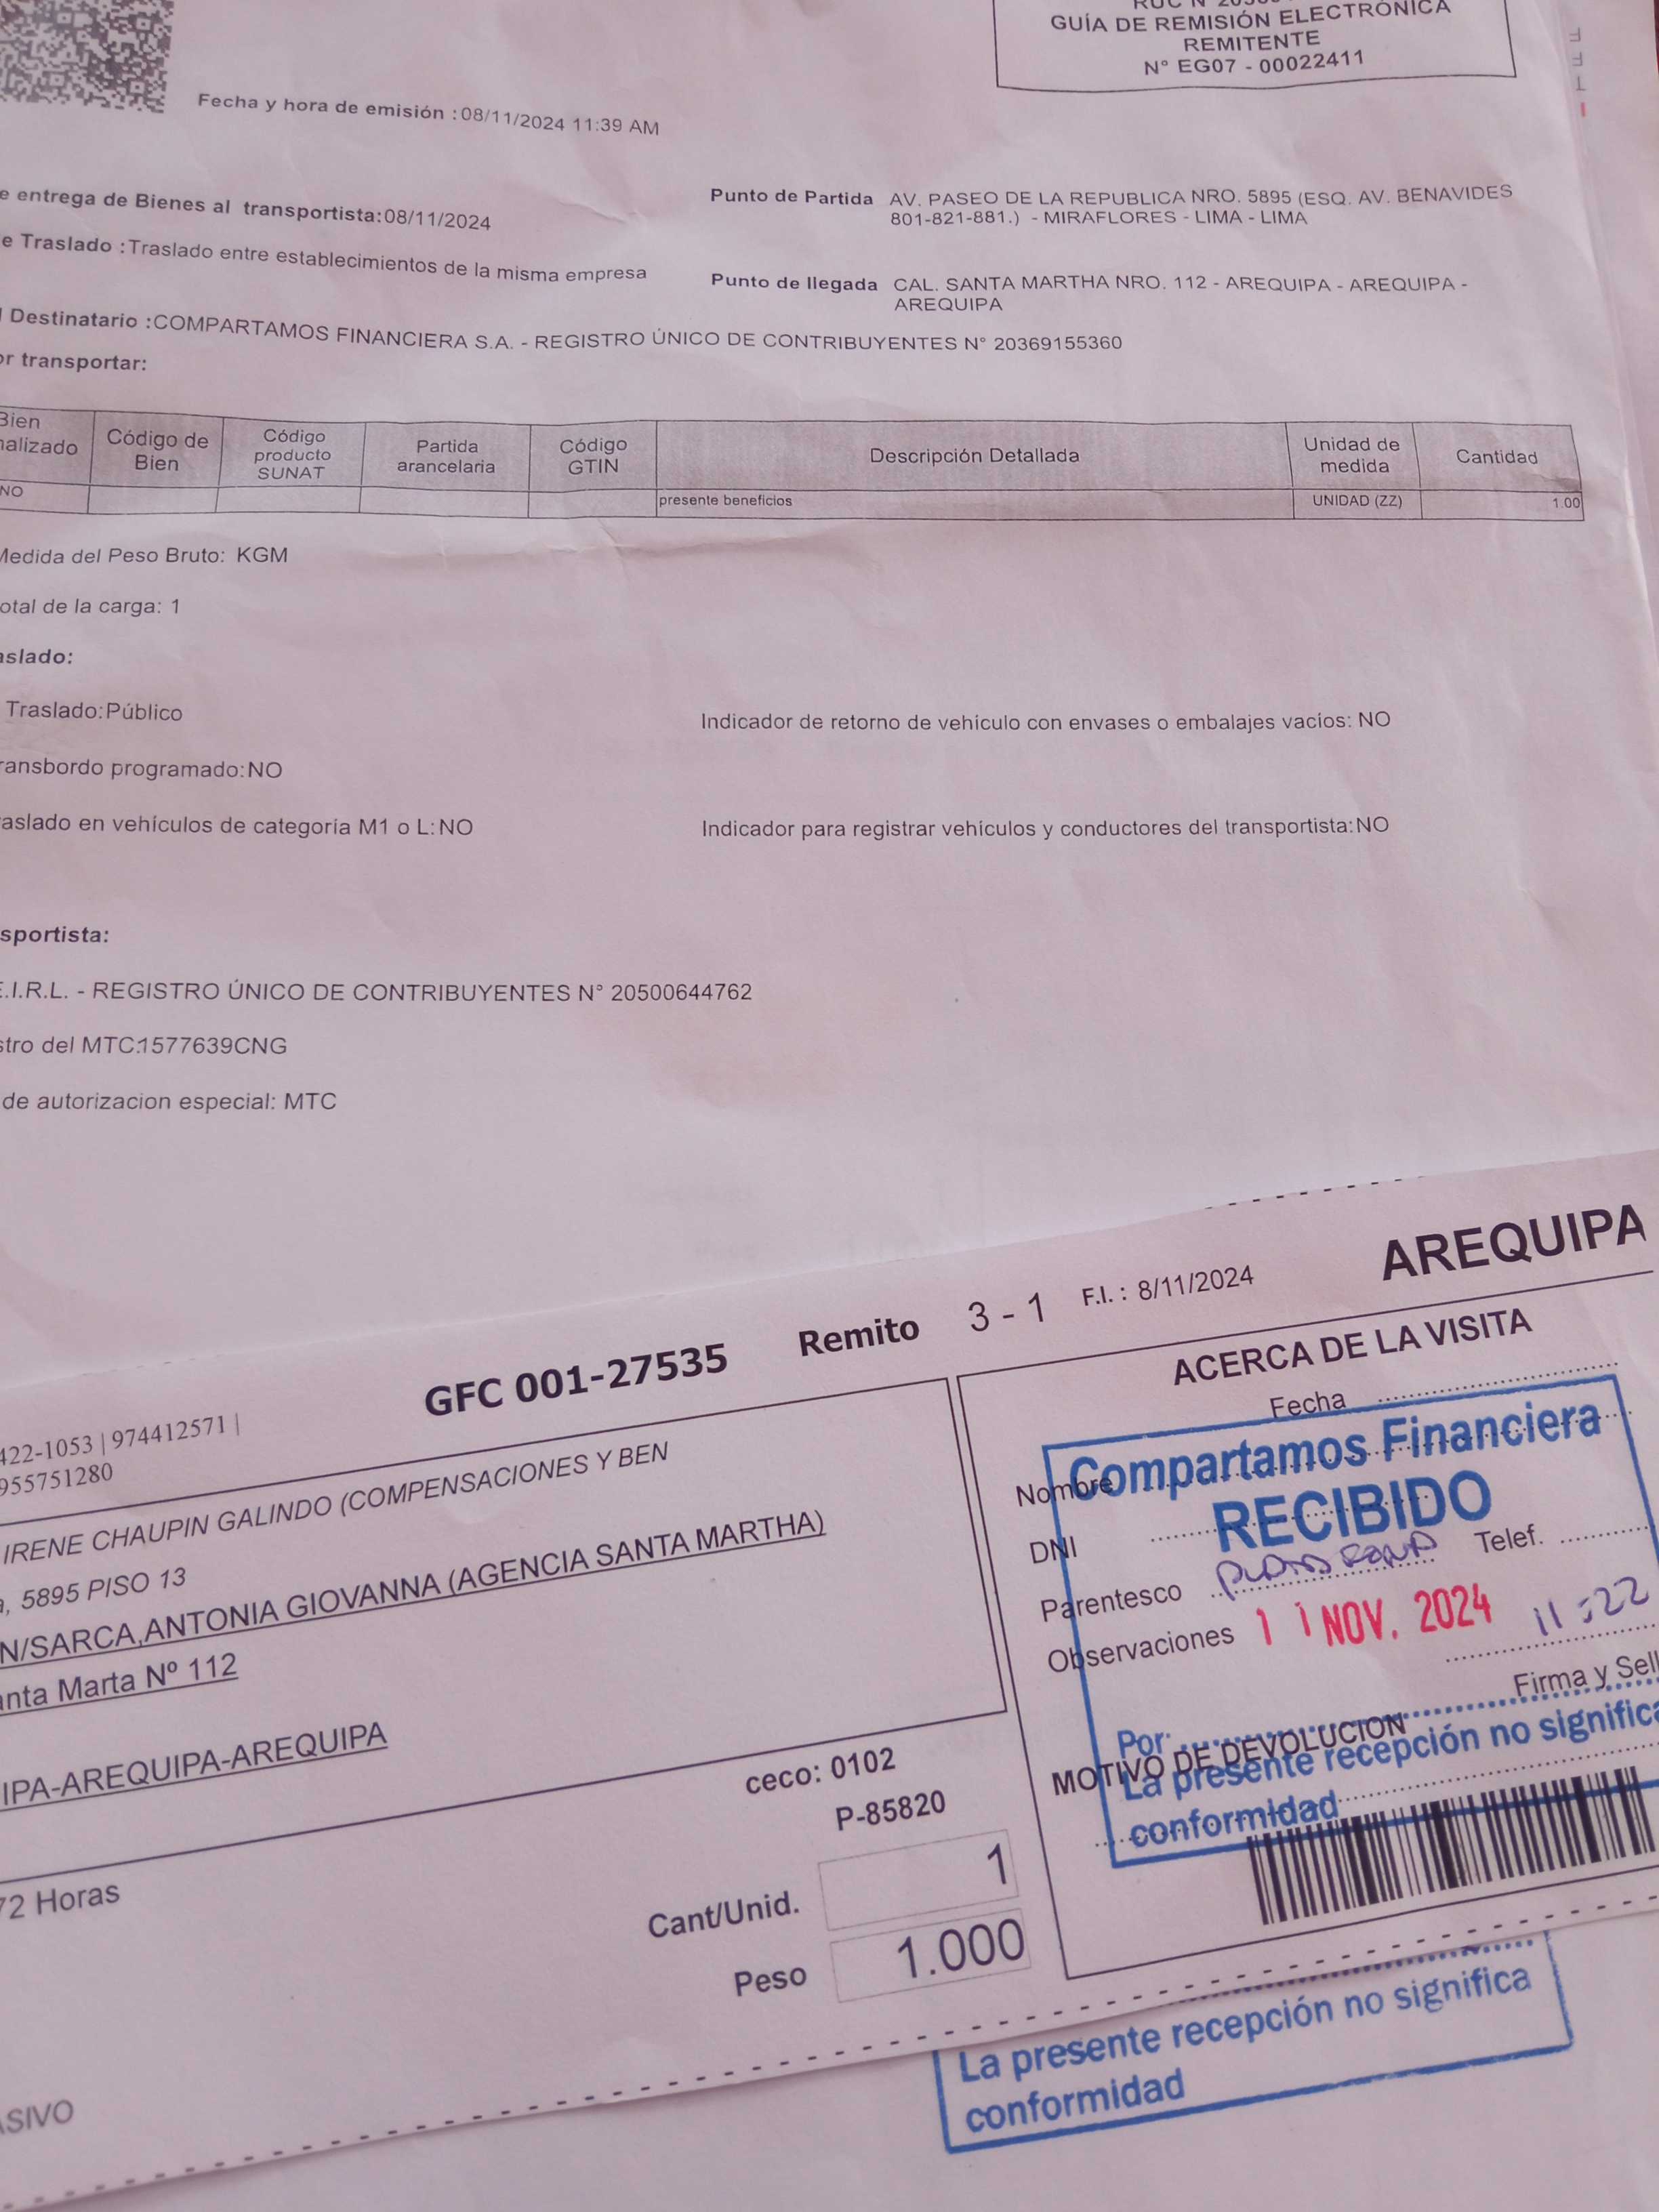 GUÍA DE REMISIÓN ELECTRÓNICA
REMITENTE
N° EG07 - 00022411
Fecha y hora de emisión :08/11/2024 11:39 AM
e entrega de Bienes al transportista:08/11/2024
Punto de Partida AV. PASEO DE LA REPUBLICA NRO. 5895 (ESQ. AV. BENAVIDES
801-821-881.) - MIRAFLORES - LIMA - LIMA
e Traslado :Traslado entre establecimientos de la misma empresa
Punto de llegada CAL. SANTA MARTHA NRO. 112 - AREQUIPA - AREQUIPA -
AREQUIPA
Destinatario :COMPARTAMOS FINANCIERA S.A. - REGISTRO ÚNICO DE CONTRIBUYENTES N° 20369155360
or transportar:
Bien
nalizado
Código de
Bien
Código
producto
SUNAT
Partida
arancelaria
Código
GTIN
Descripción Detallada
Unidad de
medida
Cantidad
NO
presente beneficios
UNIDAD (ZZ)
1.00
Medida del Peso Bruto: KGM
otal de la carga: 1
aslado:
Traslado:Público
Indicador de retorno de vehículo con envases o embalajes vacíos: NO
ransbordo programado:NO
raslado en vehículos de categoría M1 o L:NO
Indicador para registrar vehículos y conductores del transportista:NO
sportista:
E.I.R.L. - REGISTRO ÚNICO DE CONTRIBUYENTES N° 20500644762
stro del MTC:1577639CNG
de autorizacion especial: MTC
GFC 001-27535 Remito 3 - 1 F.I. : 8/11/2024 AREQUIPA
422-1053 | 974412571 |
955751280
IRENE CHAUPIN GALINDO (COMPENSACIONES Y BEN
a, 5895 PISO 13
N/SARCA,ANTONIA GIOVANNA (AGENCIA SANTA MARTHA)
anta Marta Nº 112
IPA-AREQUIPA-AREQUIPA
ceco: 0102
P-85820
72 Horas
Cant/Unid. 1
Peso 1.000
ASIVO
ACERCA DE LA VISITA
Fecha
Compartamos Financiera
Nombre
RECIBIDO
DNI
Parentesco
Telef.
Observaciones
1 1 NOV. 2024 11:22
Firma y Sell
Por:
MOTIVO DE DEVOLUCION
La presente recepción no significa
conformidad
La presente recepción no significa
conformidad